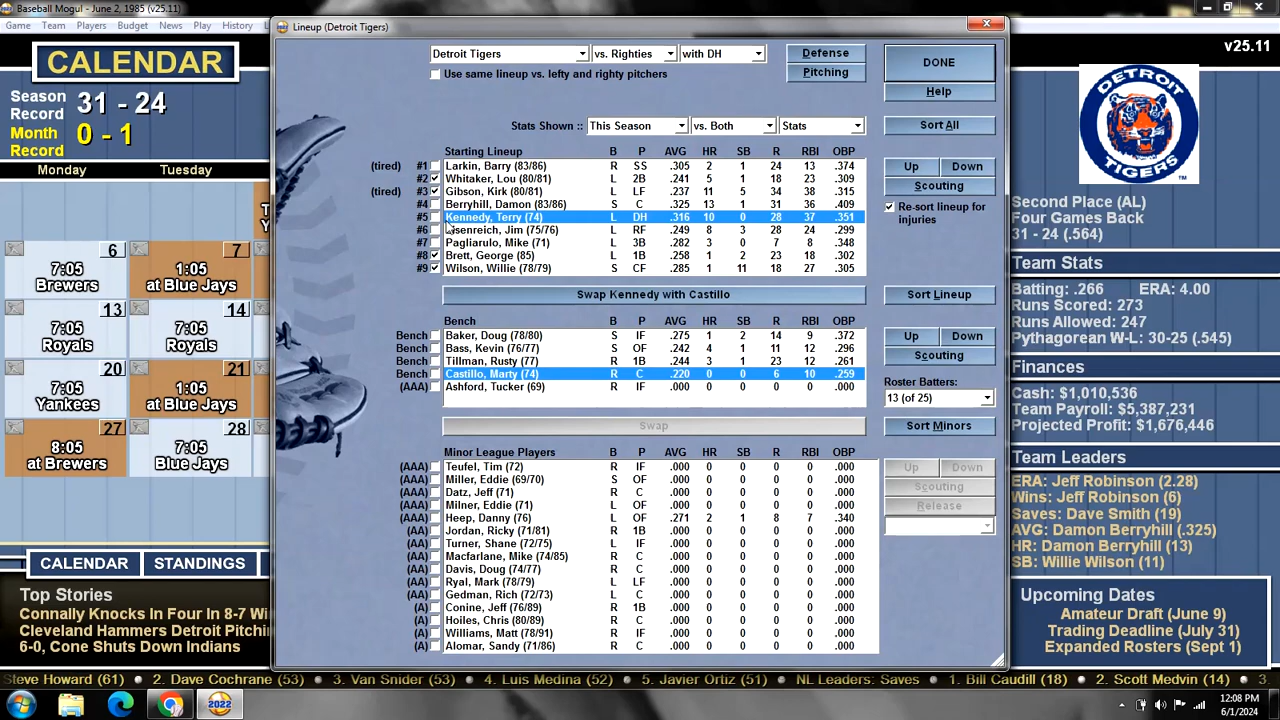 Baseball Mogul - June 2, 1985 (v25.11)
Game Team Players Budget News Play History
CALENDAR
Season Record 31 - 24
Month Record 0 - 1
Monday Tuesday
6 7:05 Brewers
7 1:05 at Blue Jays
13 7:05 Royals
14 7:05 Royals
20 7:05 Yankees
21 1:05 at Blue Jays
27 8:05 at Brewers
28 7:05 Blue Jays
CALENDAR STANDINGS
Top Stories
Connally Knocks In Four In 8-7 Wi
Cleveland Hammers Detroit Pitchi
6-0, Cone Shuts Down Indians
Lineup (Detroit Tigers)
Detroit Tigers vs. Righties with DH
Use same lineup vs. lefty and righty pitchers
Defense
Pitching
DONE
Help
Stats Shown :: This Season vs. Both Stats
Sort All
Starting Lineup B P AVG HR SB R RBI OBP
(tired) #1 Larkin, Barry (83/86) R SS .305 2 1 24 13 .374
#2 Whitaker, Lou (80/81) L 2B .241 5 1 18 23 .309
(tired) #3 Gibson, Kirk (80/81) L LF .237 11 5 34 38 .315
#4 Berryhill, Damon (83/86) S C .325 13 1 31 36 .409
#5 Kennedy, Terry (74) L DH .316 10 0 28 37 .351
#6 isenreich, Jim (75/76) L RF .249 8 3 28 24 .299
#7 Pagliarulo, Mike (71) L 3B .282 3 0 7 8 .348
#8 Brett, George (85) L 1B .258 1 2 23 18 .302
#9 Wilson, Willie (78/79) S CF .285 1 11 18 27 .305
Up Down
Scouting
Re-sort lineup for injuries
Swap Kennedy with Castillo
Sort Lineup
Bench B P AVG HR SB R RBI OBP
Bench Baker, Doug (78/80) S IF .275 1 2 14 9 .372
Bench Bass, Kevin (76/77) S OF .242 4 1 11 12 .296
Bench Tillman, Rusty (77) R 1B .244 3 1 23 12 .261
Bench Castillo, Marty (74) R C .220 0 0 6 10 .259
(AAA) Ashford, Tucker (69) R IF .000 0 0 0 0 .000
Up Down
Scouting
Roster Batters:
13 (of 25)
Swap
Sort Minors
Minor League Players B P AVG HR SB R RBI OBP
(AAA) Teufel, Tim (72) R IF .000 0 0 0 0 .000
(AAA) Miller, Eddie (69/70) S OF .000 0 0 0 0 .000
(AAA) Datz, Jeff (71) R C .000 0 0 0 0 .000
(AAA) Milner, Eddie (71) L OF .000 0 0 0 0 .000
(AAA) Heep, Danny (76) L OF .271 2 1 8 7 .340
(AA) Jordan, Ricky (71/81) R 1B .000 0 0 0 0 .000
(AA) Turner, Shane (72/75) L IF .000 0 0 0 0 .000
(AA) Macfarlane, Mike (74/85) R C .000 0 0 0 0 .000
(AA) Davis, Doug (74/77) R C .000 0 0 0 0 .000
(AA) Ryal, Mark (78/79) L LF .000 0 0 0 0 .000
(AA) Gedman, Rich (72/73) L C .000 0 0 0 0 .000
(A) Conine, Jeff (76/89) R 1B .000 0 0 0 0 .000
(A) Hoiles, Chris (80/89) R C .000 0 0 0 0 .000
(A) Williams, Matt (78/91) R IF .000 0 0 0 0 .000
(A) Alomar, Sandy (71/86) R C .000 0 0 0 0 .000
Up Down
Scouting
Release
v25.11
DETROIT
TIGERS
Second Place (AL)
Four Games Back
31 - 24 (.564)
Team Stats
Batting: .266 ERA: 4.00
Runs Scored: 273
Runs Allowed: 247
Pythagorean W-L: 30-25 (.545)
Finances
Cash: $1,010,536
Team Payroll: $5,387,231
Projected Profit: $1,676,446
Team Leaders
ERA: Jeff Robinson (2.28)
Wins: Jeff Robinson (6)
Saves: Dave Smith (19)
AVG: Damon Berryhill (.325)
HR: Damon Berryhill (13)
SB: Willie Wilson (11)
Upcoming Dates
Amateur Draft (June 9)
Trading Deadline (July 31)
Expanded Rosters (Sept 1)
Steve Howard (61) 2. Dave Cochrane (53) 3. Van Snider (53) 4. Luis Medina (52) 5. Javier Ortiz (51) NL Leaders: Saves 1. Bill Caudill (18) 2. Scott Medvin (14) 3.
2022
12:08 PM
6/1/2024